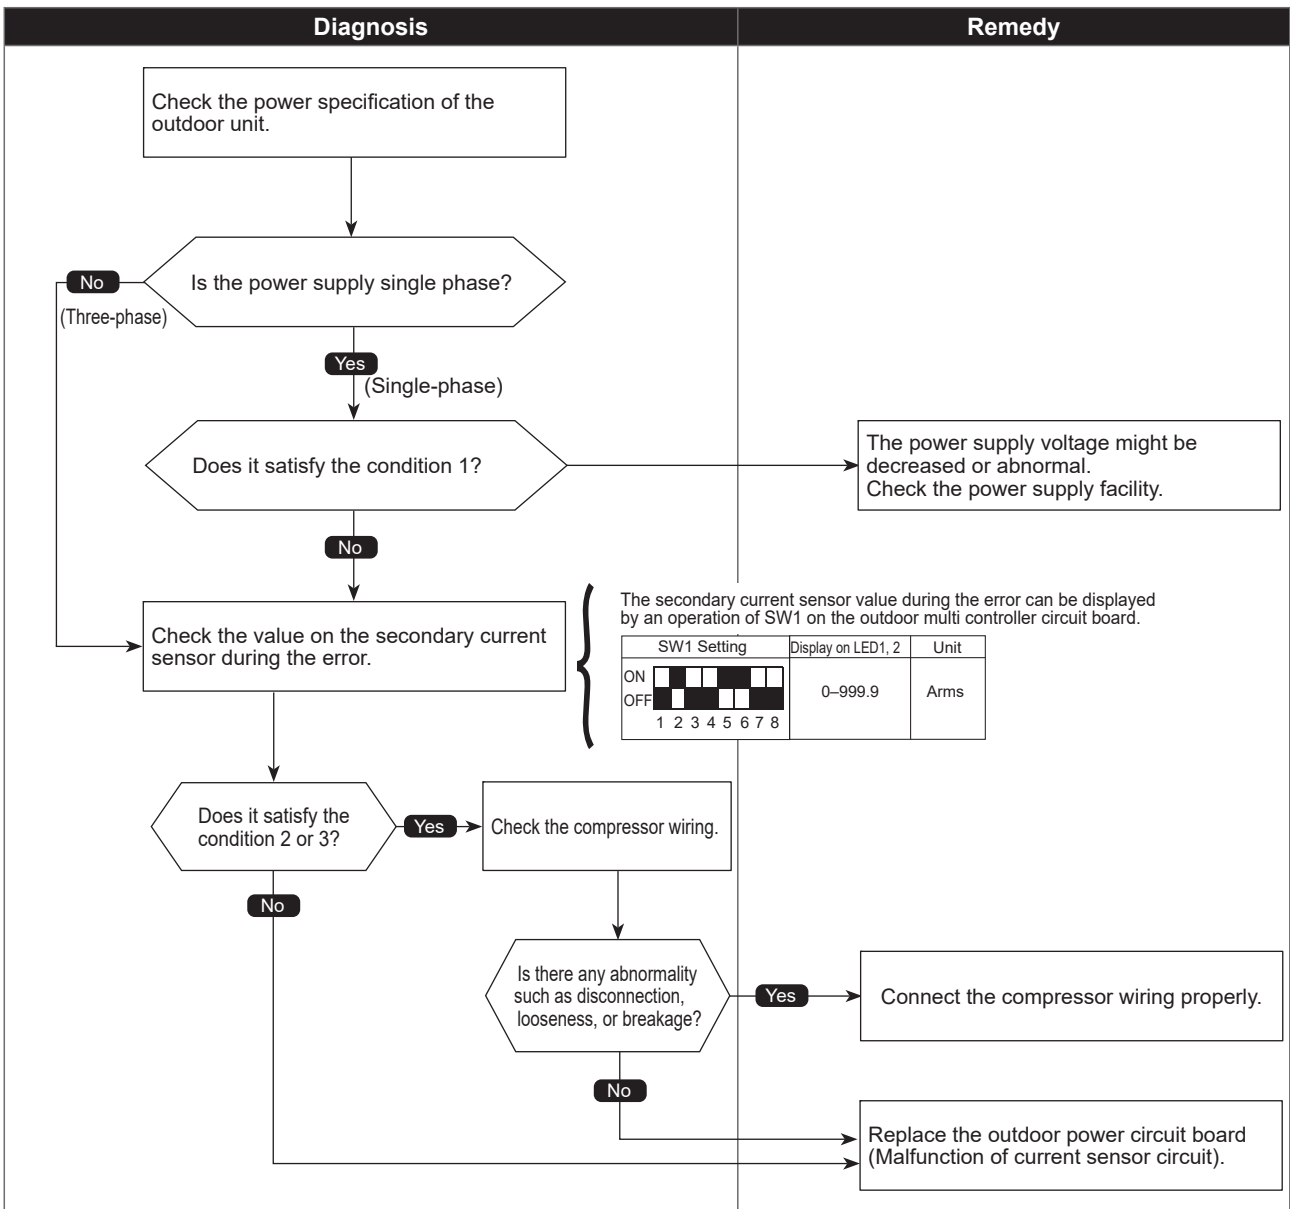 Diagnosis
Remedy
Check the power specification of the
outdoor unit.
Is the power supply single phase?
No
(Three-phase)
Yes
(Single-phase)
Does it satisfy the condition 1?
The power supply voltage might be
decreased or abnormal.
Check the power supply facility.
No
Check the value on the secondary current
sensor during the error.
The secondary current sensor value during the error can be displayed
by an operation of SW1 on the outdoor multi controller circuit board.
SW1 Setting
Display on LED1, 2
Unit
ON
OFF
1 2 3 4 5 6 7 8
0–999.9
Arms
Does it satisfy the
condition 2 or 3?
Yes
Check the compressor wiring.
No
Is there any abnormality
such as disconnection,
looseness, or breakage?
Yes
Connect the compressor wiring properly.
No
Replace the outdoor power circuit board
(Malfunction of current sensor circuit).